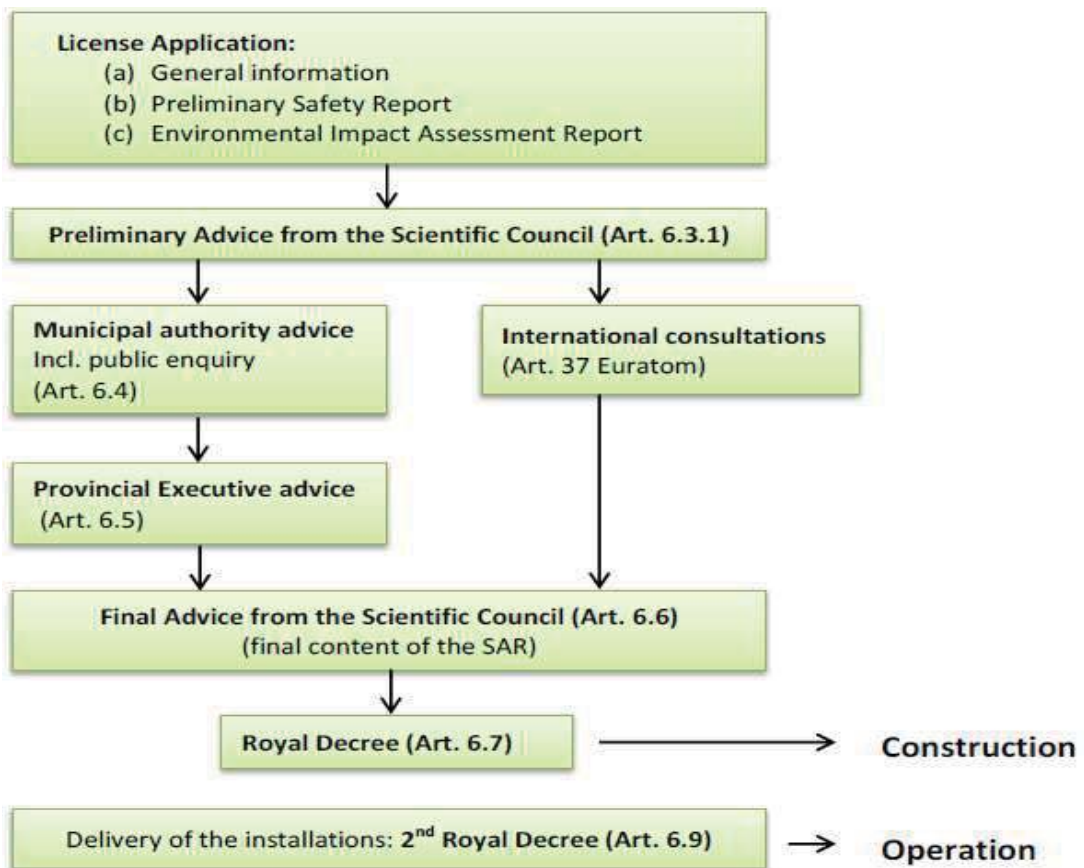 License Application:
(a) General information
(b) Preliminary Safety Report
(c) Environmental Impact Assessment Report
Preliminary Advice from the Scientific Council (Art. 6.3.1)
Municipal authority advice
Incl. public enquiry
(Art. 6.4)
International consultations
(Art. 37 Euratom)
Provincial Executive advice
(Art. 6.5)
Final Advice from the Scientific Council (Art. 6.6)
(final content of the SAR)
Royal Decree (Art. 6.7)
Construction
Delivery of the installations: 2nd Royal Decree (Art. 6.9)
Operation